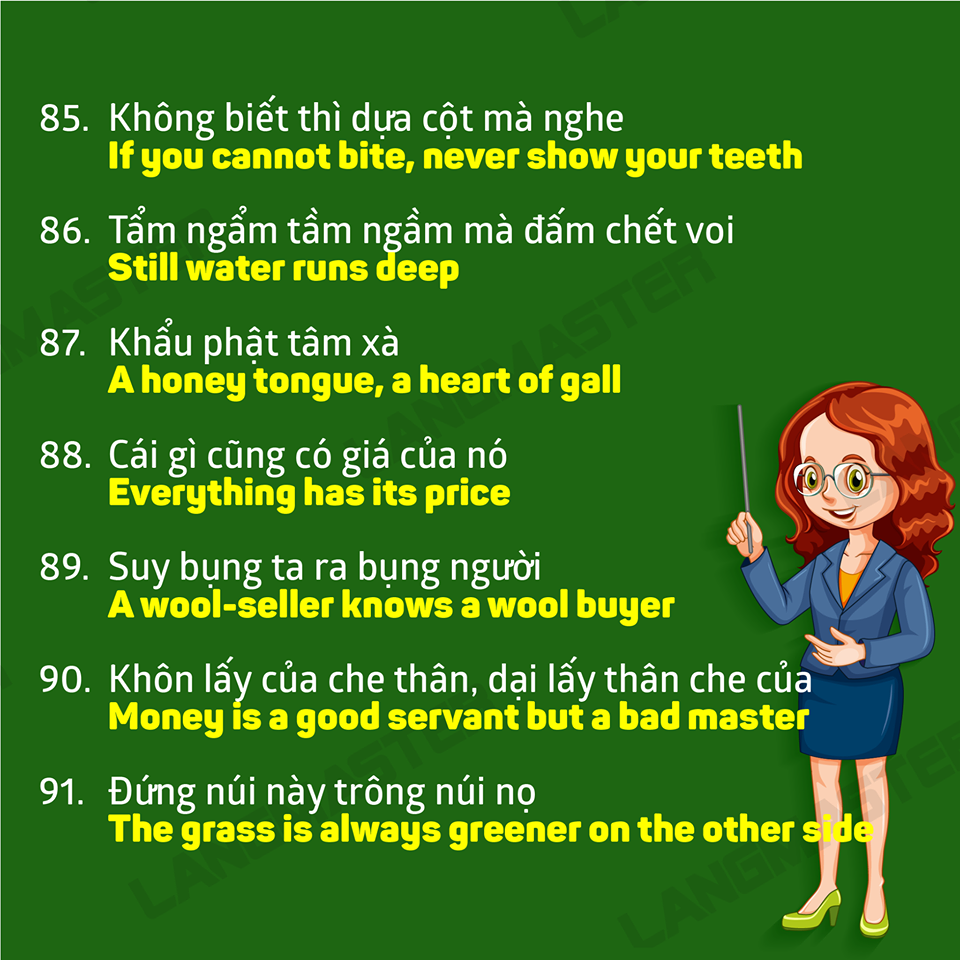 85. Không biết thì dựa cột mà nghe
If you cannot bite, never show your teeth
86. Tẩm ngẩm tầm ngầm mà đấm chết voi
Still water runs deep
87. Khẩu phật tâm xà
A honey tongue, a heart of gall
88. Cái gì cũng có giá của nó
Everything has its price
89. Suy bụng ta ra bụng người
A wool-seller knows a wool buyer
90. Khôn lấy của che thân, dại lấy thân che của
Money is a good servant but a bad master
91. Đứng núi này trông núi nọ
The grass is always greener on the other side
LANGMASTER
LANGMASTER
LANGMASTER
LANGMASTER
LANGMASTER